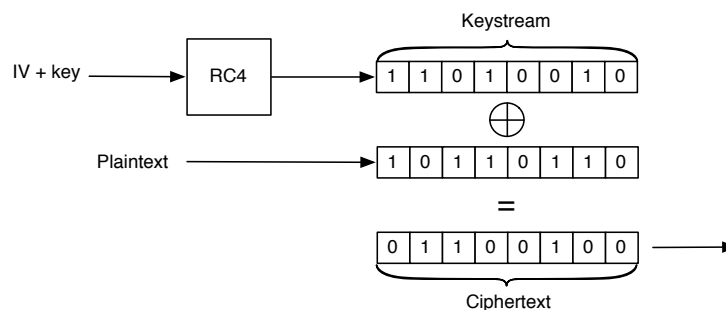 Keystream
IV + key
RC4
1 1 0 1 0 0 1 0
Plaintext
1 0 1 1 0 1 1 0
=
0 1 1 0 0 1 0 0
Ciphertext